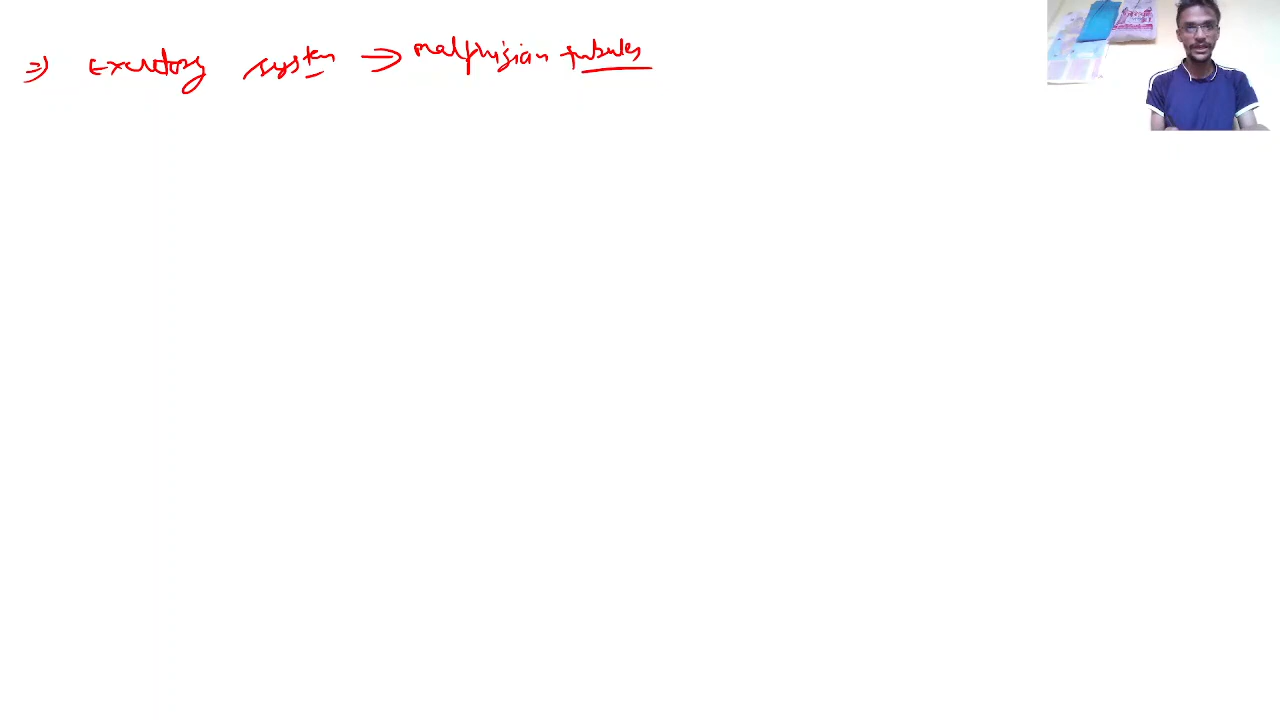 ⇒ Excretory system → malphigian tubules